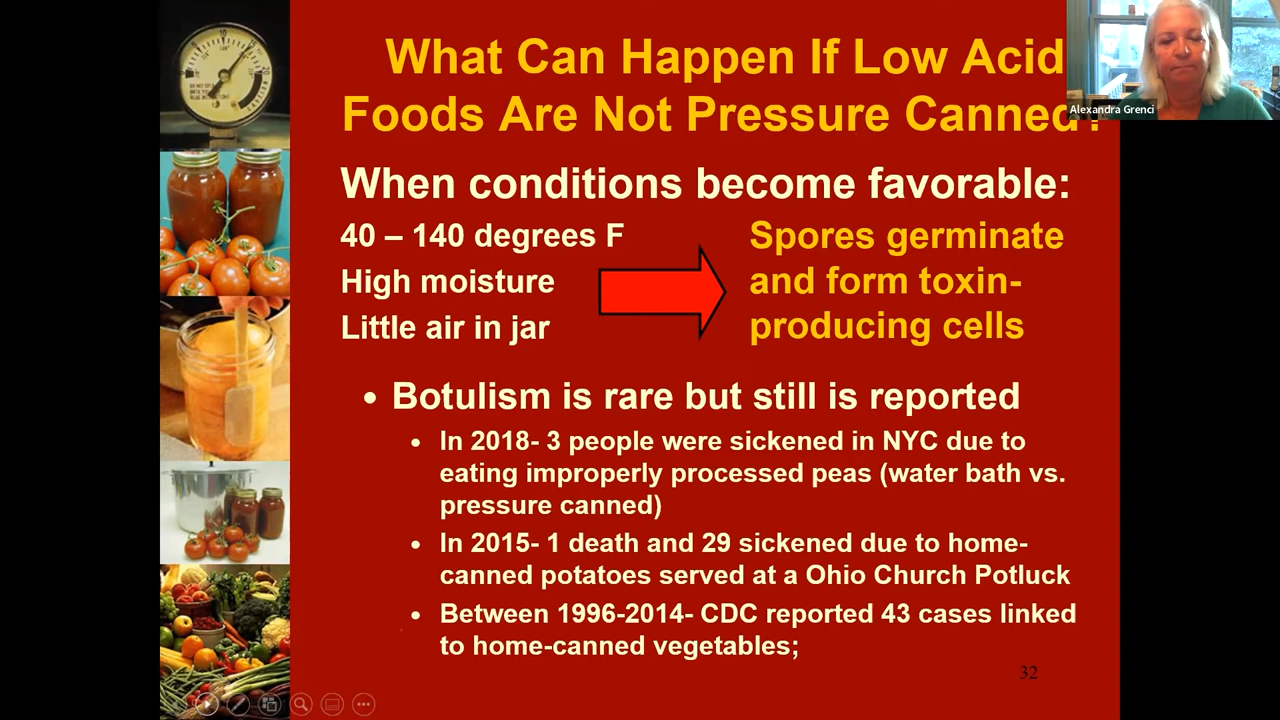 What Can Happen If Low Acid
Foods Are Not Pressure Canned?
Alexandra Grenci
When conditions become favorable:
40 – 140 degrees F
High moisture
Little air in jar
Spores germinate
and form toxin-
producing cells
• Botulism is rare but still is reported
• In 2018- 3 people were sickened in NYC due to
eating improperly processed peas (water bath vs.
pressure canned)
• In 2015- 1 death and 29 sickened due to home-
canned potatoes served at a Ohio Church Potluck
• Between 1996-2014- CDC reported 43 cases linked
to home-canned vegetables;
32